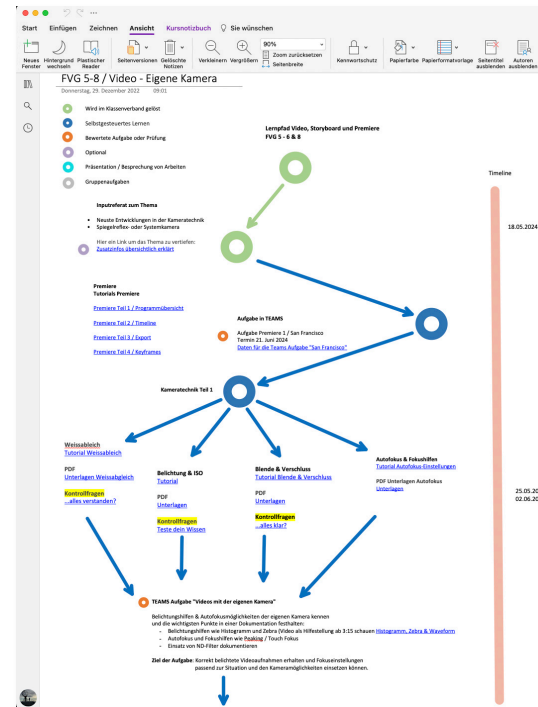 Start Einfügen Zeichnen Ansicht Kursnotizbuch Sie wünschen
90%
Zoom zurücksetzen
Seitenbreite
Neues Fenster
Hintergrund wechseln
Plastischer Reader
Seitenversionen
Gelöschte Notizen
Verkleinern
Vergrößern
Kennwortschutz
Papierfarbe
Papierformatvorlage
Seitentitel ausblenden
Autoren ausblenden
FVG 5-8 / Video - Eigene Kamera
Donnerstag, 29. Dezember 2022 09:01
Wird im Klassenverband gelöst
Selbstgesteuertes Lernen
Bewertete Aufgabe oder Prüfung
Optional
Präsentation / Besprechung von Arbeiten
Gruppenaufgaben
Lernpfad Video, Storyboard und Premiere
FVG 5 - 6 & 8
Timeline
Inputreferat zum Thema
• Neuste Entwicklungen in der Kameratechnik
• Spiegelreflex- oder Systemkamera
18.05.2024
Hier ein Link um das Thema zu vertiefen:
Zusatzinfos übersichtlich erklärt
Premiere
Tutorials Premiere
Premiere Teil 1 / Programmübersicht
Premiere Teil 2 / Timeline
Premiere Teil 3 / Export
Premiere Teil 4 / Keyframes
Aufgabe in TEAMS
Aufgabe Premiere 1 / San Francisco
Termin 21. Juni 2024
Daten für die Teams Aufgabe "San Francisco"
Kameratechnik Teil 1
Weissableich
Tutorial Weissableich
PDF
Unterlagen Weissabgleich
Kontrollfragen
...alles verstanden?
Belichtung & ISO
Tutorial
PDF
Unterlagen
Kontrollfragen
Teste dein Wissen
Blende & Verschluss
Tutorial Blende & Verschluss
PDF
Unterlagen
Kontrollfragen
...alles klar?
Autofokus & Fokushilfen
Tutorial Autofokus-Einstellungen
PDF Unterlagen Autofokus
Unterlagen
25.05.20
02.06.20
TEAMS Aufgabe "Videos mit der eigenen Kamera"
Belichtungshilfen & Autofokusmöglichkeiten der eigenen Kamera kennen
und die wichtigsten Punkte in einer Dokumentation festhalten:
- Belichtungshilfen wie Histogramm und Zebra (Video als Hilfestellung ab 3:15 schauen Histogramm, Zebra & Waveform
- Autofokus und Fokushilfen wie Peaking / Touch Fokus
- Einsatz von ND-Filter dokumentieren
Ziel der Aufgabe: Korrekt belichtete Videoaufnahmen erhalten und Fokuseinstellungen
passend zur Situation und den Kameramöglichkeiten einsetzen können.